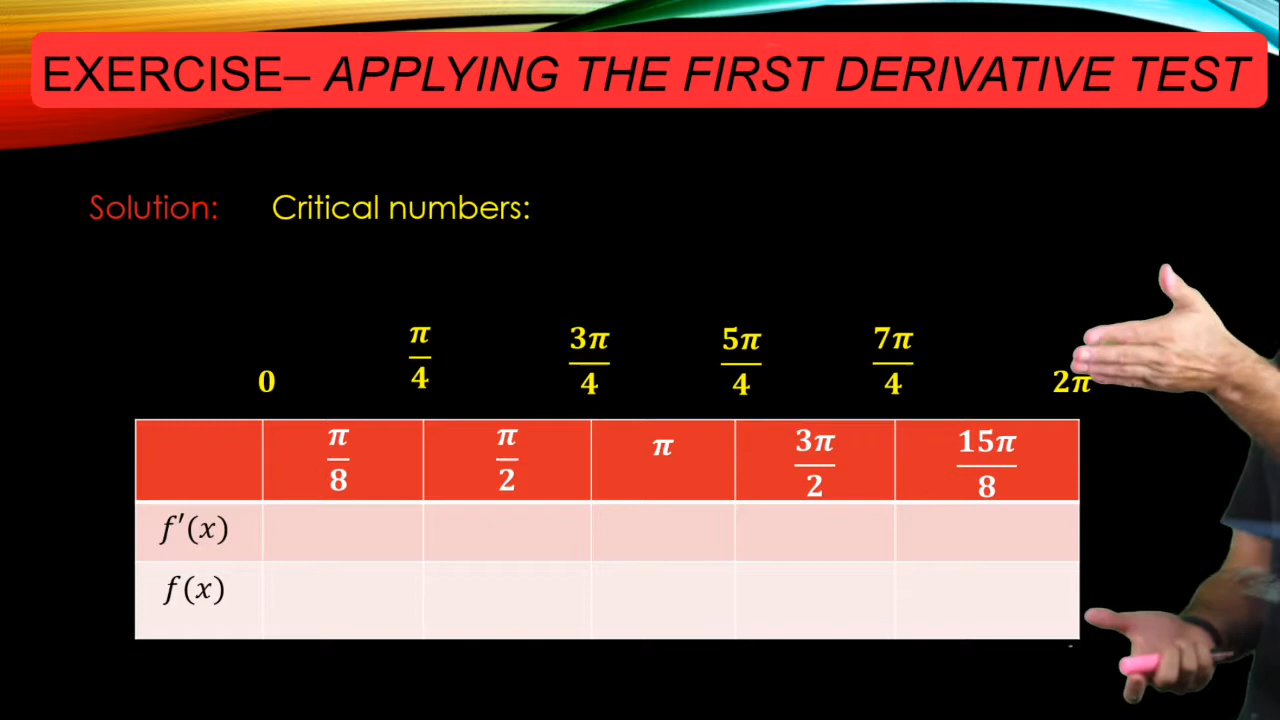 EXERCISE– APPLYING THE FIRST DERIVATIVE TEST
Solution: Critical numbers:
0 π/4 3π/4 5π/4 7π/4 2π
π/8 π/2 π 3π/2 15π/8
f′(x)
f(x)